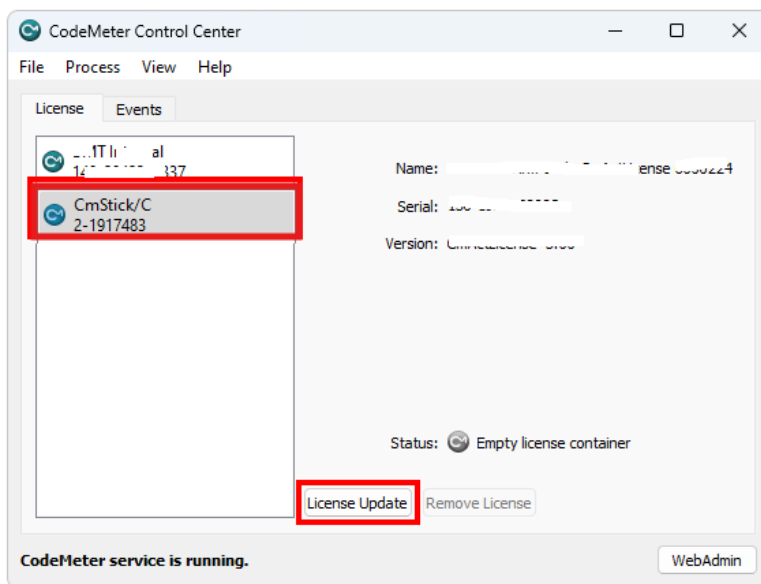 CodeMeter Control Center
File Process View Help
License Events
CmStick/C
2-1917483
Name:
Serial:
Version:
Status: Empty license container
License Update Remove License
CodeMeter service is running. WebAdmin